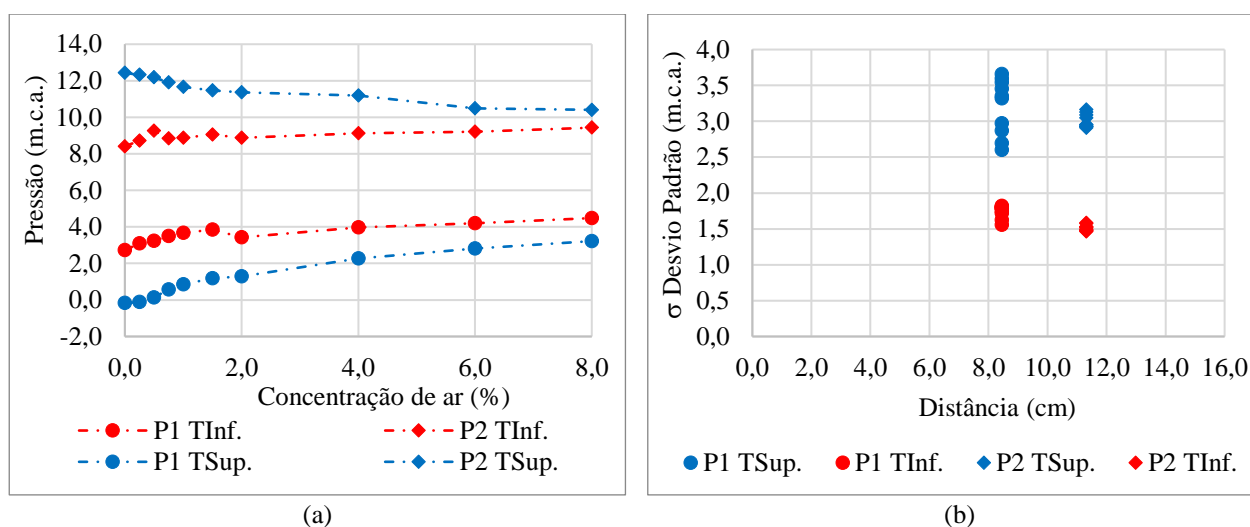 14,0
12,0
10,0
8,0
6,0
4,0
2,0
0,0
-2,0
Pressão (m.c.a.)
0,0 2,0 4,0 6,0 8,0
Concentração de ar (%)
P1 TInf. P2 TInf.
P1 TSup. P2 TSup.
(a)
4,0
3,5
3,0
2,5
2,0
1,5
1,0
0,5
0,0
σ Desvio Padrão (m.c.a.)
0,0 2,0 4,0 6,0 8,0 10,0 12,0 14,0 16,0
Distância (cm)
P1 TSup. P1 TInf. P2 TSup. P2 TInf.
(b)